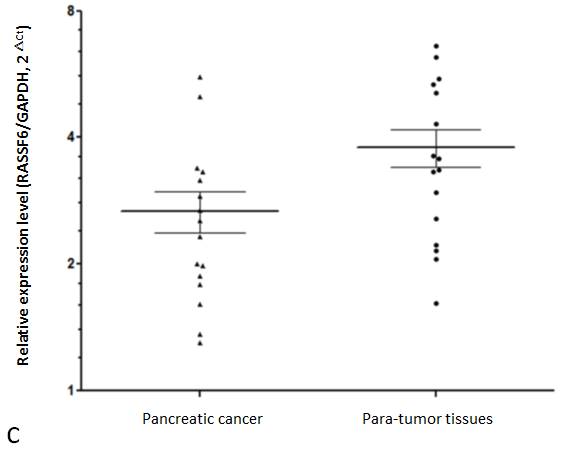 8
4
2
1
Relative expression level (RASSF6/GAPDH, 2 ΔCt)
Pancreatic cancer
Para-tumor tissues
C